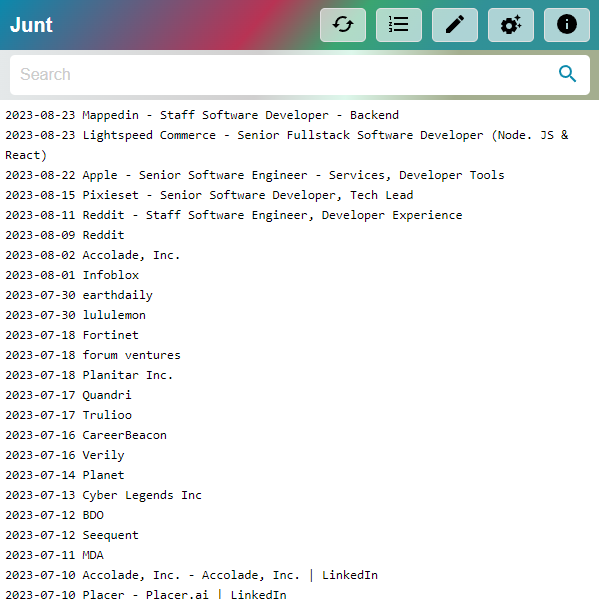 Junt
Search
2023-08-23 Mappedin - Staff Software Developer - Backend
2023-08-23 Lightspeed Commerce - Senior Fullstack Software Developer (Node. JS &
React)
2023-08-22 Apple - Senior Software Engineer - Services, Developer Tools
2023-08-15 Pixieset - Senior Software Developer, Tech Lead
2023-08-11 Reddit - Staff Software Engineer, Developer Experience
2023-08-09 Reddit
2023-08-02 Accolade, Inc.
2023-08-01 Infoblox
2023-07-30 earthdaily
2023-07-30 lululemon
2023-07-18 Fortinet
2023-07-18 forum ventures
2023-07-18 Planitar Inc.
2023-07-17 Quandri
2023-07-17 Trulioo
2023-07-16 CareerBeacon
2023-07-16 Verily
2023-07-14 Planet
2023-07-13 Cyber Legends Inc
2023-07-12 BDO
2023-07-12 Seequent
2023-07-11 MDA
2023-07-10 Accolade, Inc. - Accolade, Inc. | LinkedIn
2023-07-10 Placer - Placer.ai | LinkedIn